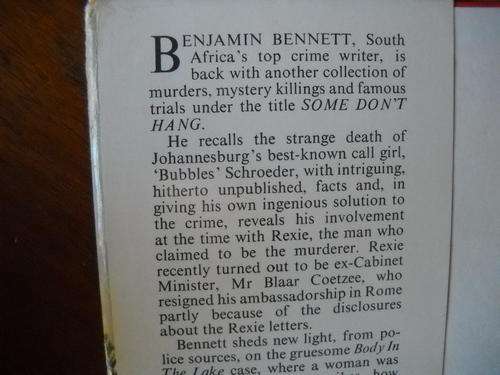 BENJAMIN BENNETT, South
Africa's top crime writer, is
back with another collection of
murders, mystery killings and famous
trials under the title SOME DON'T
HANG.
He recalls the strange death of
Johannesburg's best-known call girl,
'Bubbles' Schroeder, with intriguing,
hitherto unpublished, facts and, in
giving his own ingenious solution to
the crime, reveals his involvement
at the time with Rexie, the man who
claimed to be the murderer. Rexie
recently turned out to be ex-Cabinet
Minister, Mr Blaar Coetzee, who
resigned his ambassadorship in Rome
partly because of the disclosures
about the Rexie letters.
Bennett sheds new light, from po-
lice sources, on the gruesome Body In
The Lake case, where a woman was
how